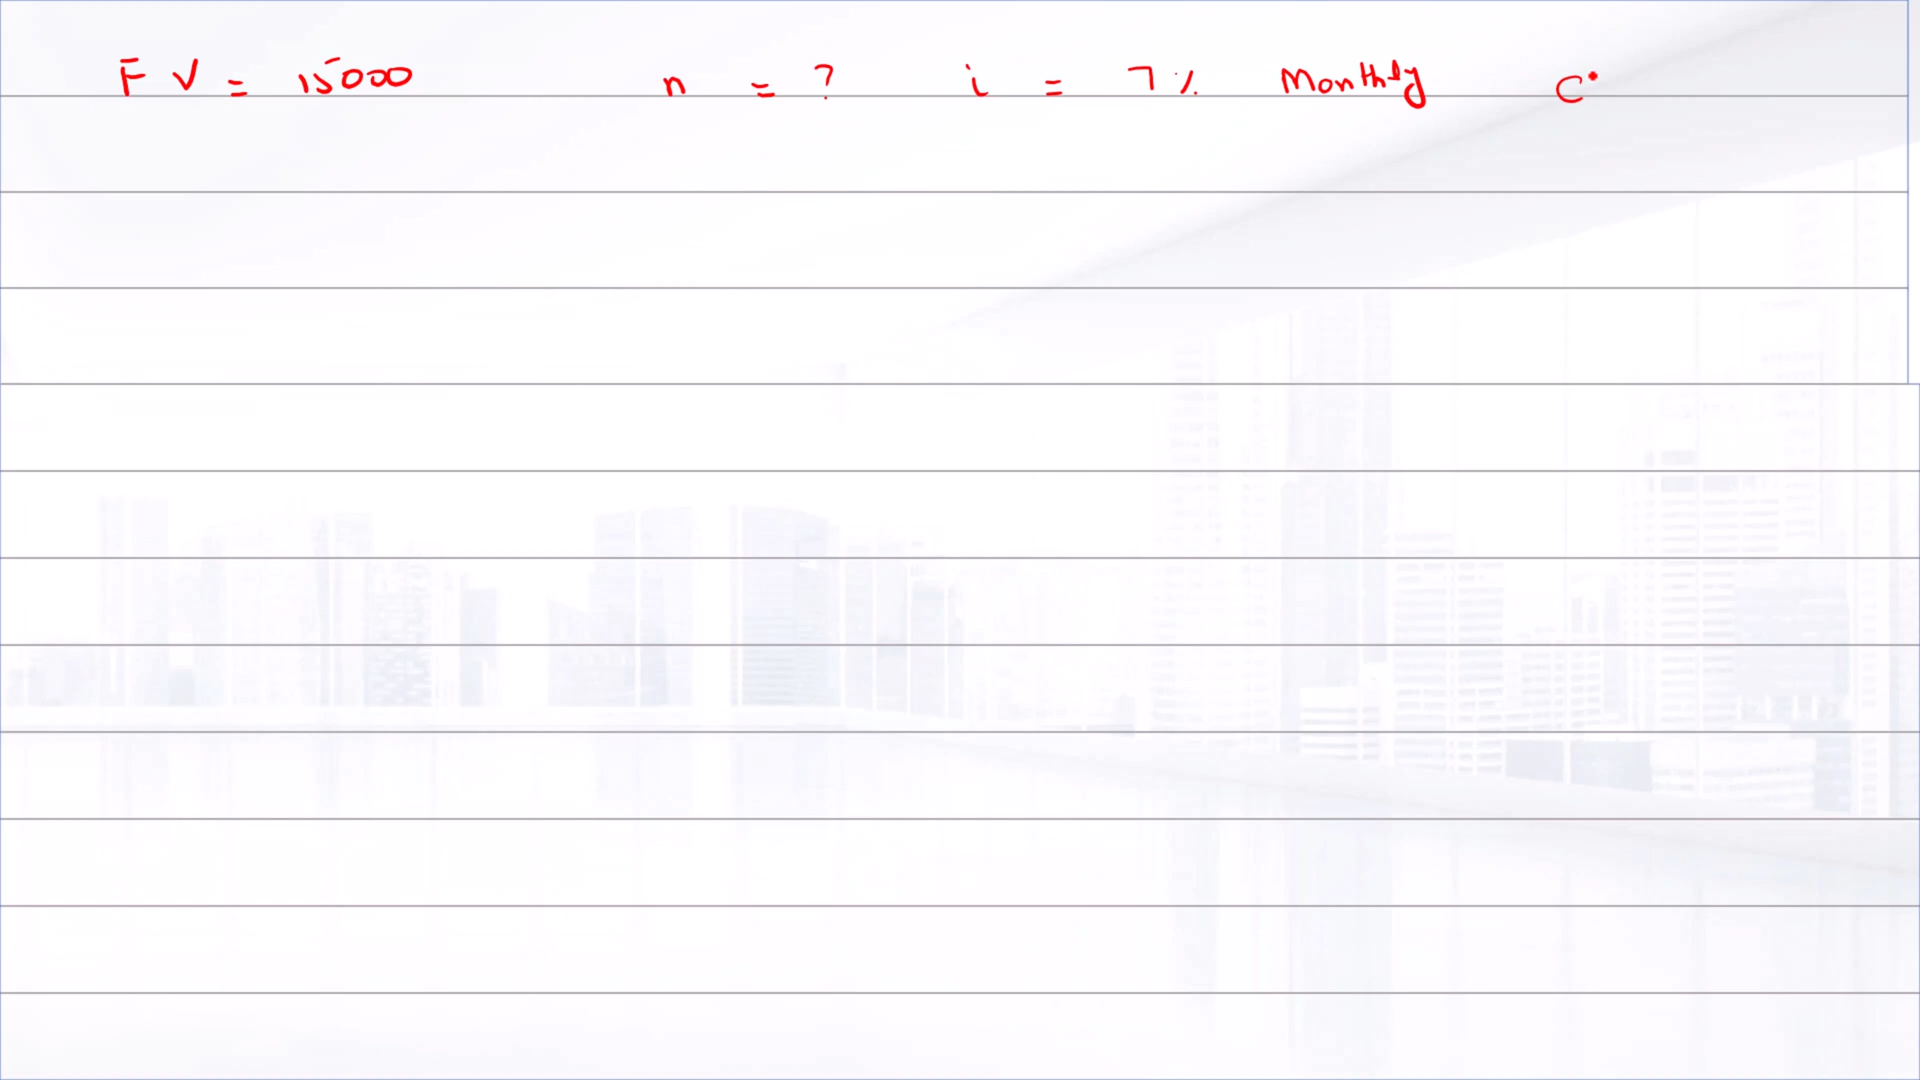 FV = 15000 n = ? i = 7% Monthly C